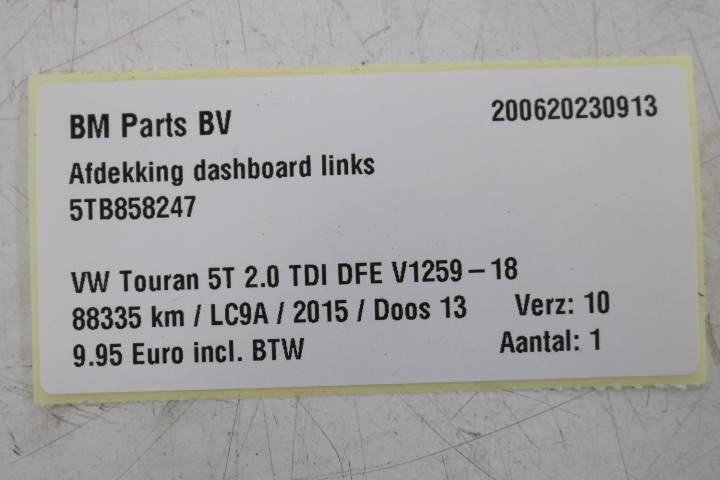 BM Parts BV 200620230913
Afdekking dashboard links
5TB858247
VW Touran 5T 2.0 TDI DFE V1259 – 18
88335 km / LC9A / 2015 / Doos 13 Verz: 10
9.95 Euro incl. BTW Aantal: 1